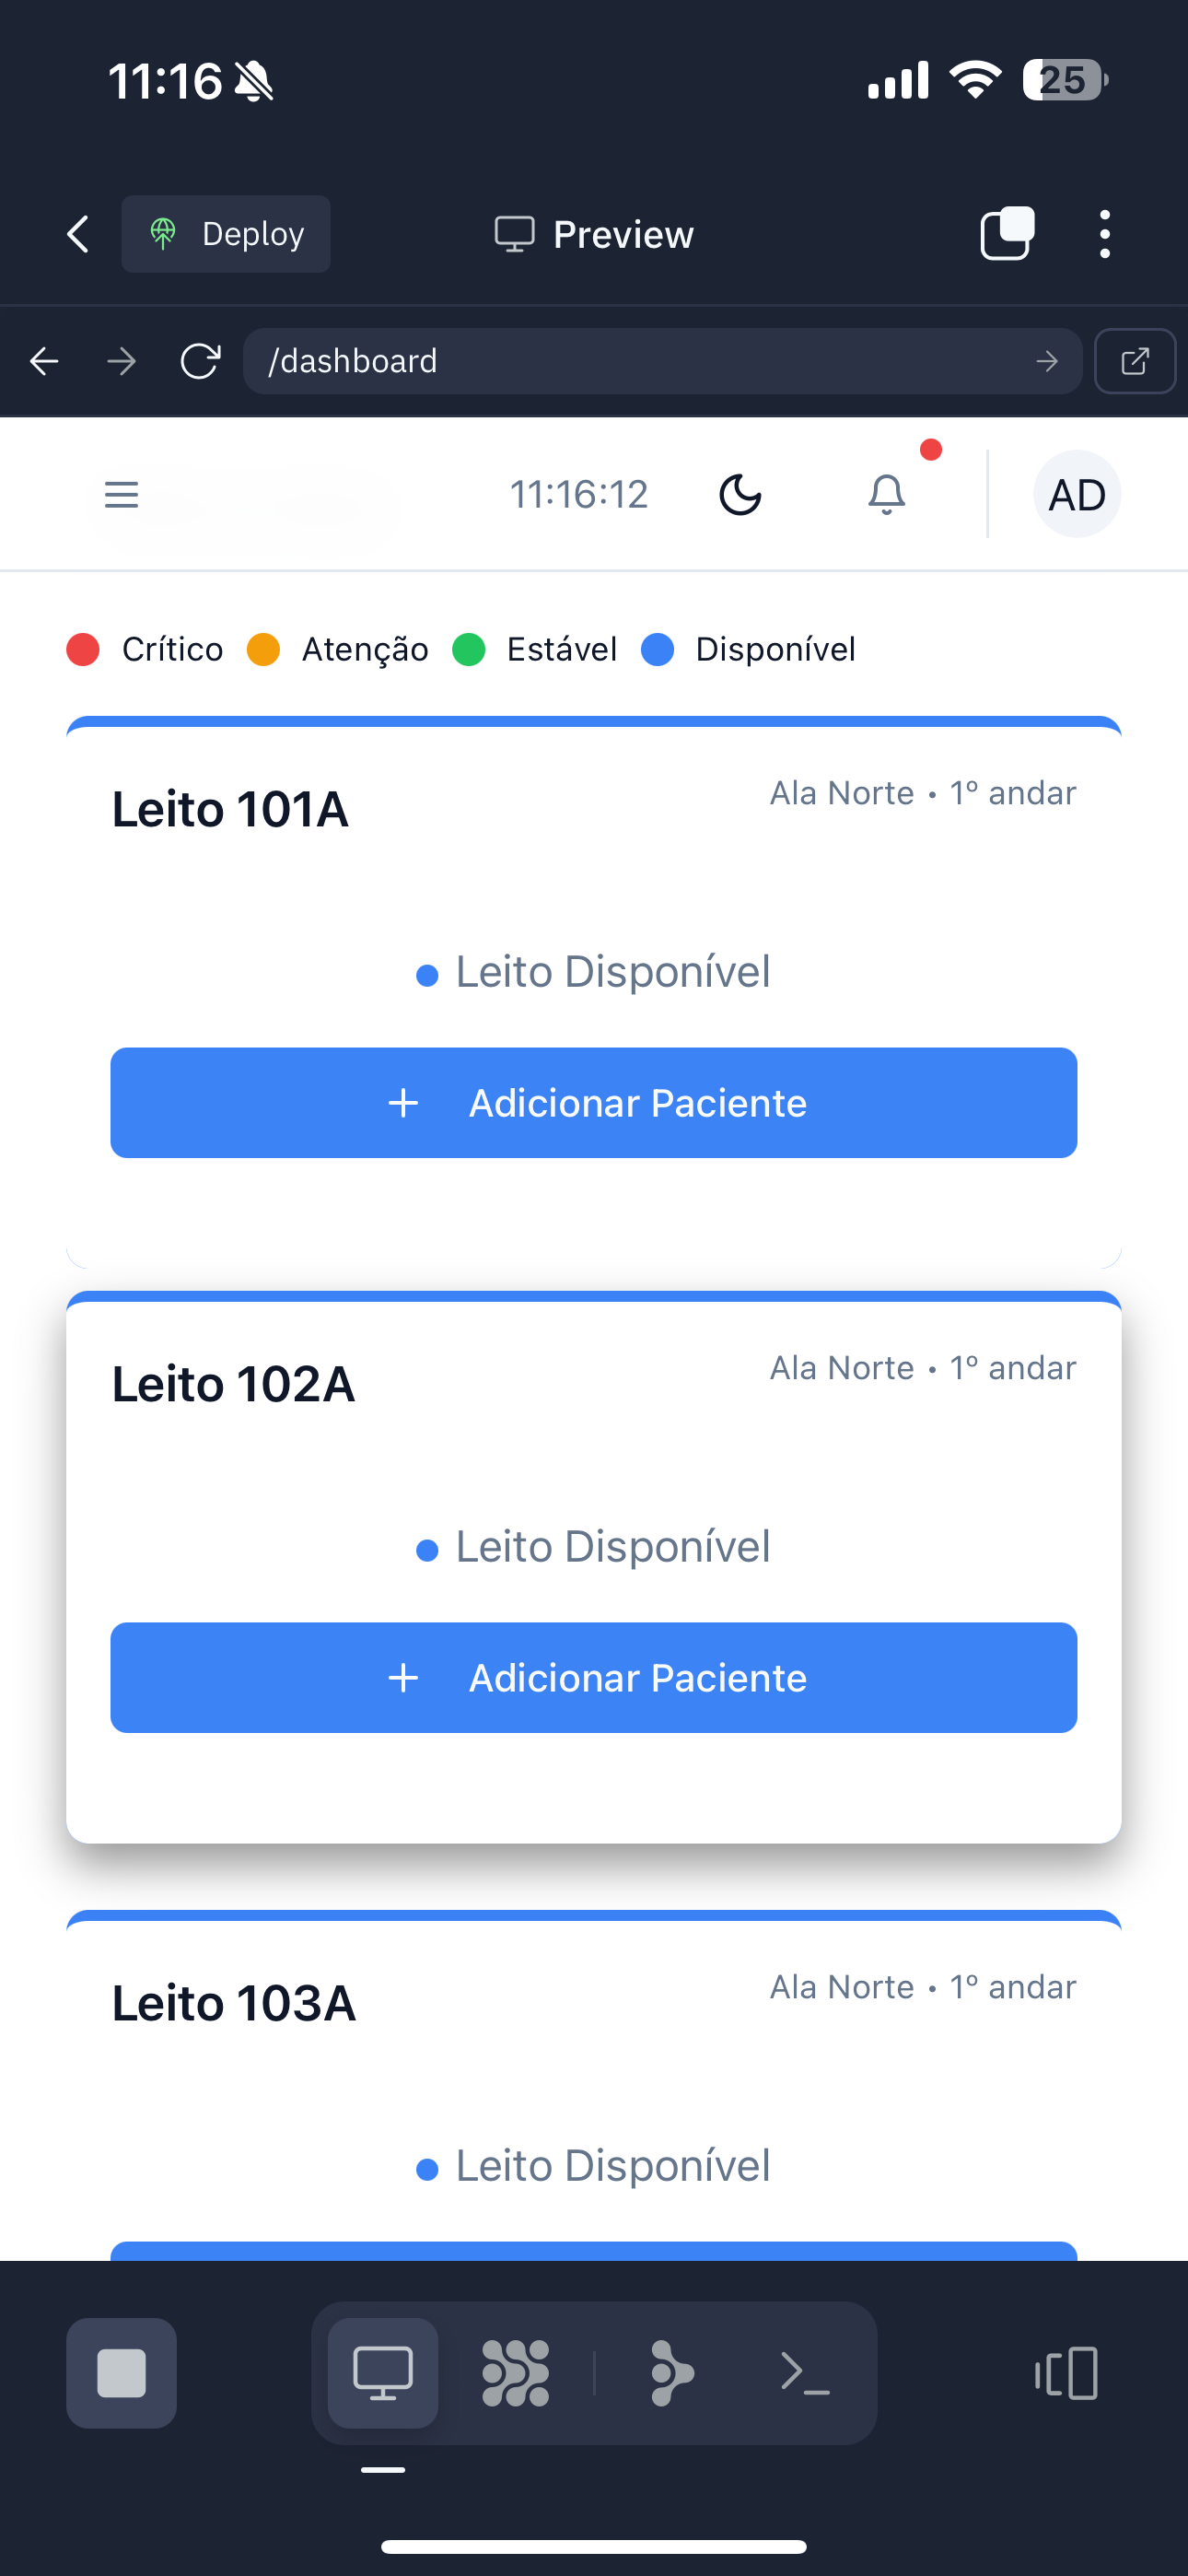 11:16
25
Deploy
Preview
/dashboard
11:16:12
AD
Crítico
Atenção
Estável
Disponível
Leito 101A
Ala Norte • 1º andar
Leito Disponível
+ Adicionar Paciente
Leito 102A
Ala Norte • 1º andar
Leito Disponível
+ Adicionar Paciente
Leito 103A
Ala Norte • 1º andar
Leito Disponível